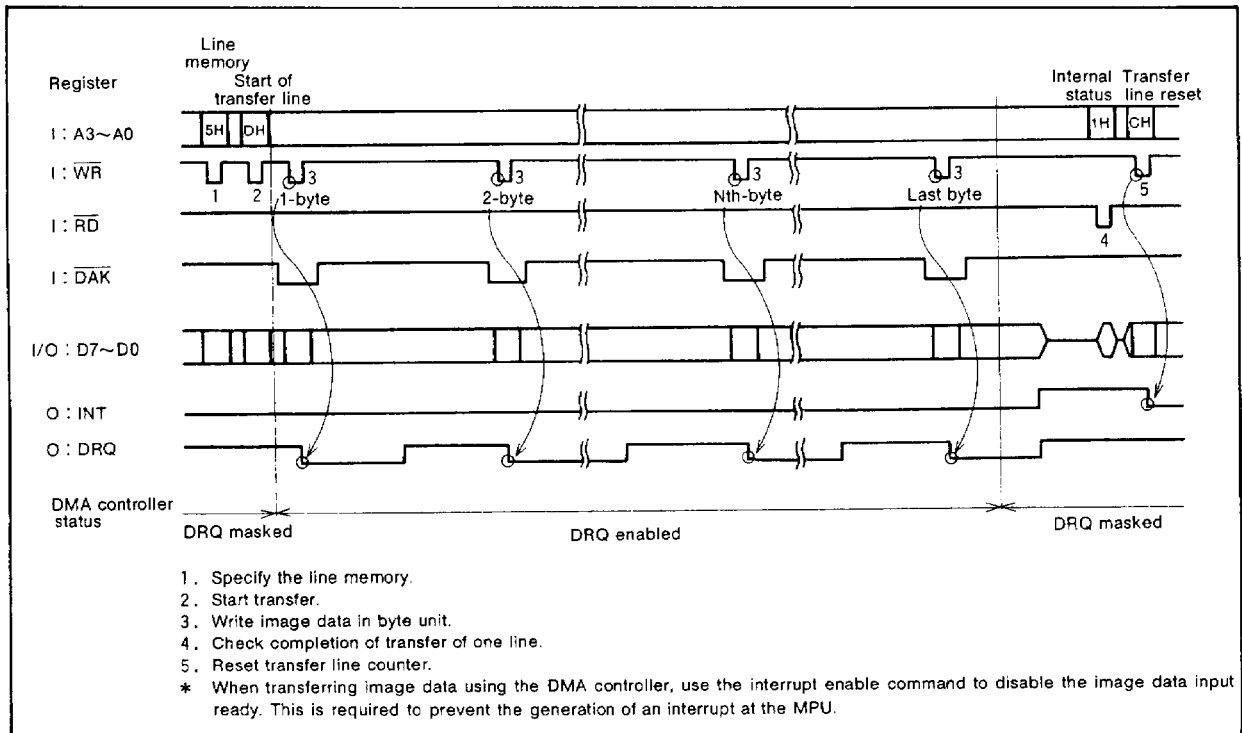 Line
memory
Register
Start of
transfer line
Internal
status
Transfer
line reset
I : A3~A0
5H
DH
1H
CH
I : WR
3
3
3
3
1
2
1-byte
2-byte
Nth-byte
Last byte
5
I : RD
4
I : DAK
I/O : D7~D0
O : INT
O : DRQ
DMA controller
status
DRQ masked
DRQ enabled
DRQ masked
1. Specify the line memory.
2. Start transfer.
3. Write image data in byte unit.
4. Check completion of transfer of one line.
5. Reset transfer line counter.
* When transferring image data using the DMA controller, use the interrupt enable command to disable the image data input
ready. This is required to prevent the generation of an interrupt at the MPU.